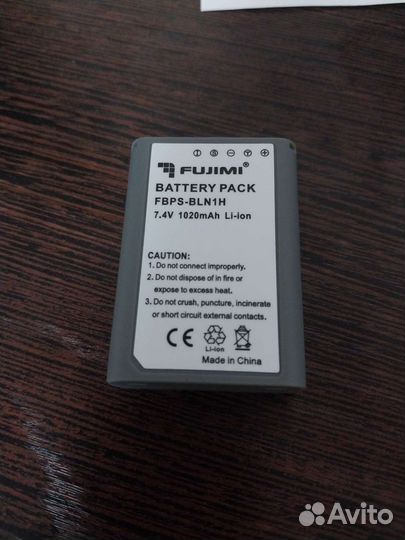 I S D + -
FUJIMI
BATTERY PACK
FBPS-BLN1H
7.4V 1020mAh Li-ion
CAUTION:
1. Do not connect improperly.
2. Do not dispose of in fire or
expose to excess heat.
3. Do not crush, puncture, incinerate
or short circuit external contacts.
CE
Li-ion
Made in China
Avito